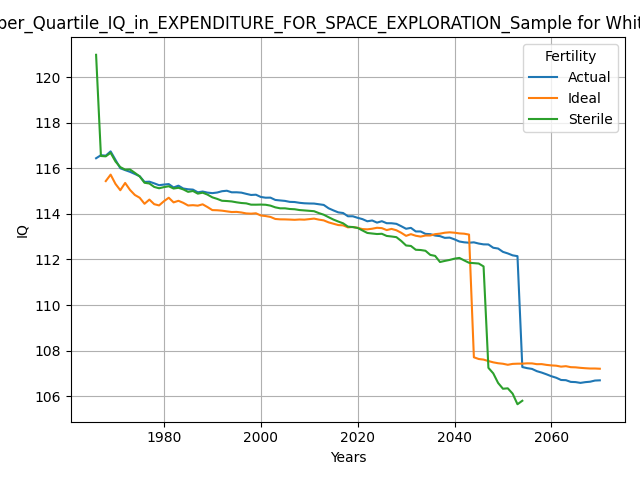 per_Quartile_IQ_in_EXPENDITURE_FOR_SPACE_EXPLORATION_Sample for Whit
Fertility
Actual
Ideal
Sterile
120
118
116
114
112
110
108
106
IQ
1980
2000
2020
2040
2060
Years